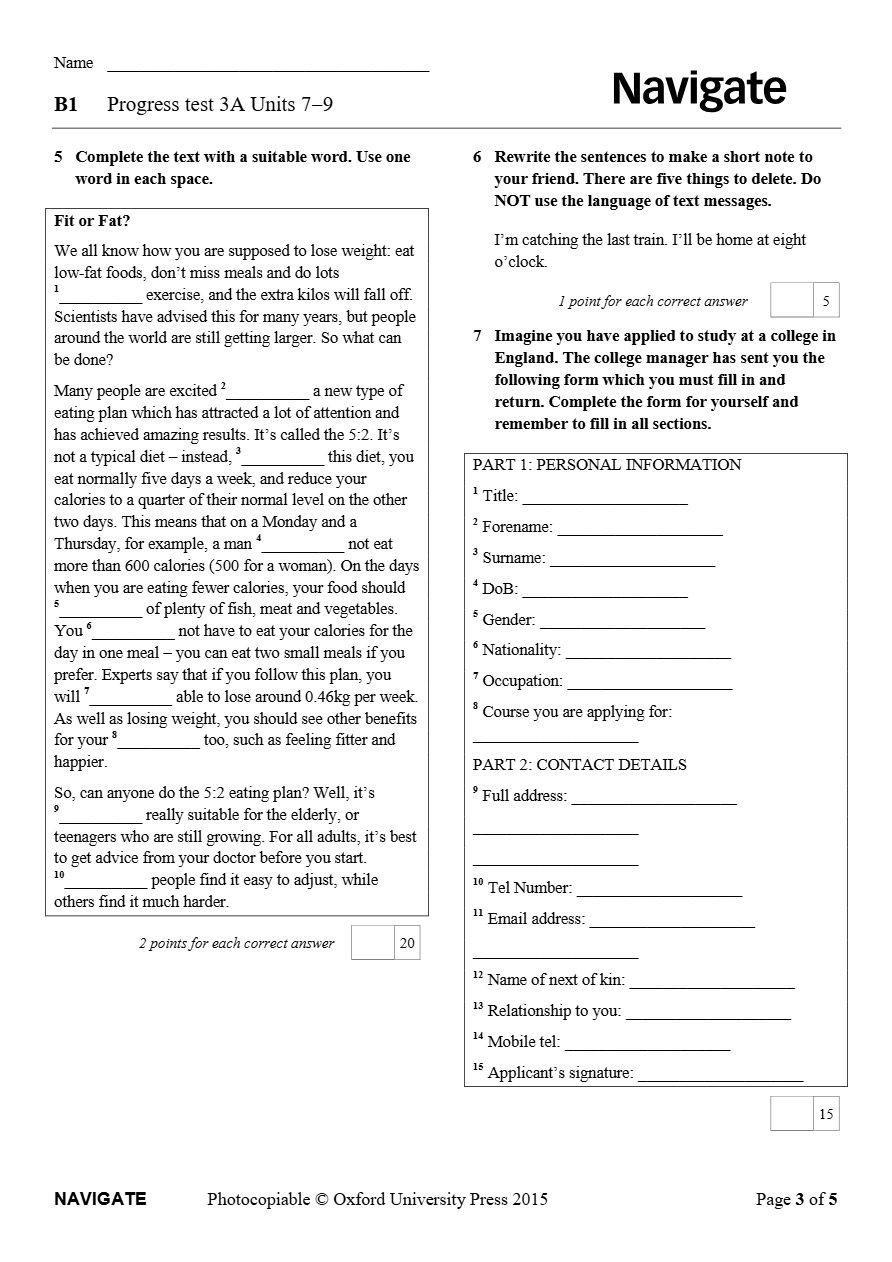 Name ____________________
Navigate
B1 Progress test 3A Units 7–9
5 Complete the text with a suitable word. Use one
word in each space.
Fit or Fat?
We all know how you are supposed to lose weight: eat
low-fat foods, don’t miss meals and do lots
1__________ exercise, and the extra kilos will fall off.
Scientists have advised this for many years, but people
around the world are still getting larger. So what can
be done?
Many people are excited 2__________ a new type of
eating plan which has attracted a lot of attention and
has achieved amazing results. It’s called the 5:2. It’s
not a typical diet – instead, 3__________ this diet, you
eat normally five days a week, and reduce your
calories to a quarter of their normal level on the other
two days. This means that on a Monday and a
Thursday, for example, a man 4__________ not eat
more than 600 calories (500 for a woman). On the days
when you are eating fewer calories, your food should
5__________ of plenty of fish, meat and vegetables.
You 6__________ not have to eat your calories for the
day in one meal – you can eat two small meals if you
prefer. Experts say that if you follow this plan, you
will 7__________ able to lose around 0.46kg per week.
As well as losing weight, you should see other benefits
for your 8__________ too, such as feeling fitter and
happier.
So, can anyone do the 5:2 eating plan? Well, it’s
9__________ really suitable for the elderly, or
teenagers who are still growing. For all adults, it’s best
to get advice from your doctor before you start.
10__________ people find it easy to adjust, while
others find it much harder.
2 points for each correct answer 20
6 Rewrite the sentences to make a short note to
your friend. There are five things to delete. Do
NOT use the language of text messages.
I’m catching the last train. I’ll be home at eight
o’clock.
1 point for each correct answer 5
7 Imagine you have applied to study at a college in
England. The college manager has sent you the
following form which you must fill in and
return. Complete the form for yourself and
remember to fill in all sections.
PART 1: PERSONAL INFORMATION
1 Title: ____________________
2 Forename: ____________________
3 Surname: ____________________
4 DoB: ____________________
5 Gender: ____________________
6 Nationality: ____________________
7 Occupation: ____________________
8 Course you are applying for:
____________________
PART 2: CONTACT DETAILS
9 Full address: ____________________
____________________
____________________
10 Tel Number: ____________________
11 Email address: ____________________
____________________
12 Name of next of kin: ____________________
13 Relationship to you: ____________________
14 Mobile tel: ____________________
15 Applicant’s signature: ____________________
15
NAVIGATE Photocopiable © Oxford University Press 2015 Page 3 of 5